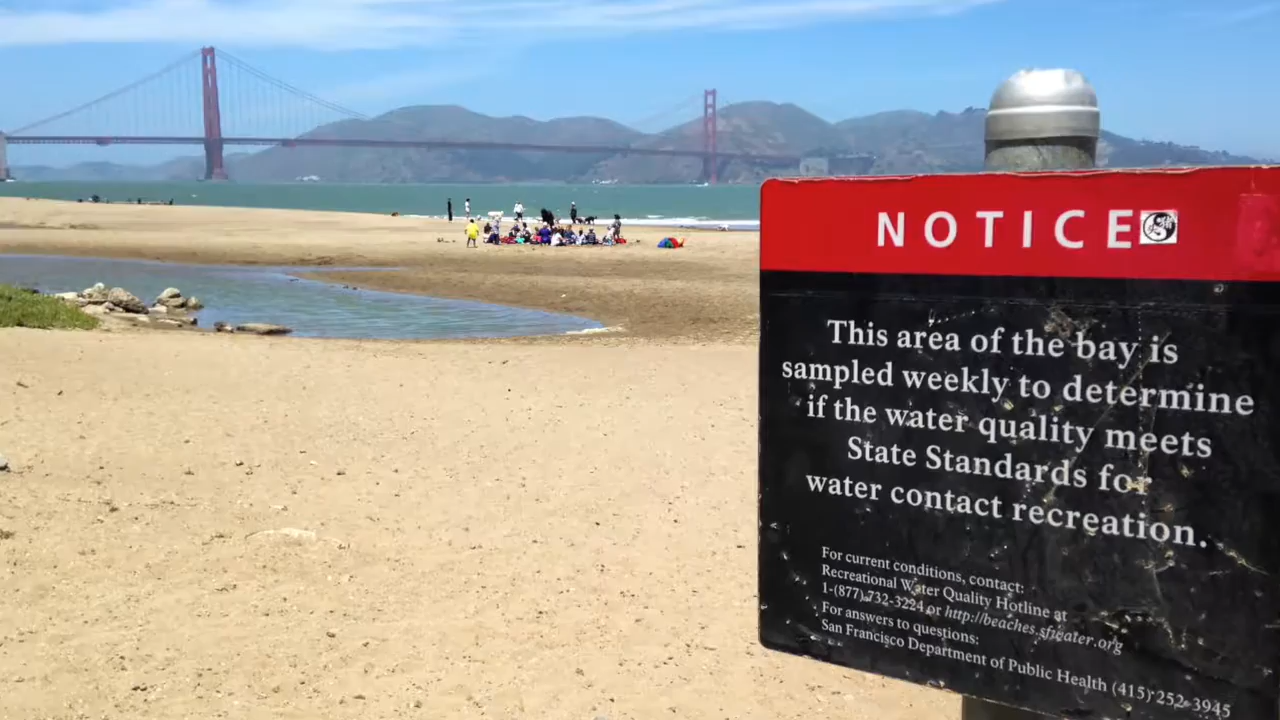 NOTICE
This area of the bay is
sampled weekly to determine
if the water quality meets
State Standards for
water contact recreation.
For current conditions, contact:
Recreational Water Quality Hotline at
1-(877) 732-3224 or http://beaches.sfwater.org
For answers to questions:
San Francisco Department of Public Health (415) 252-3945